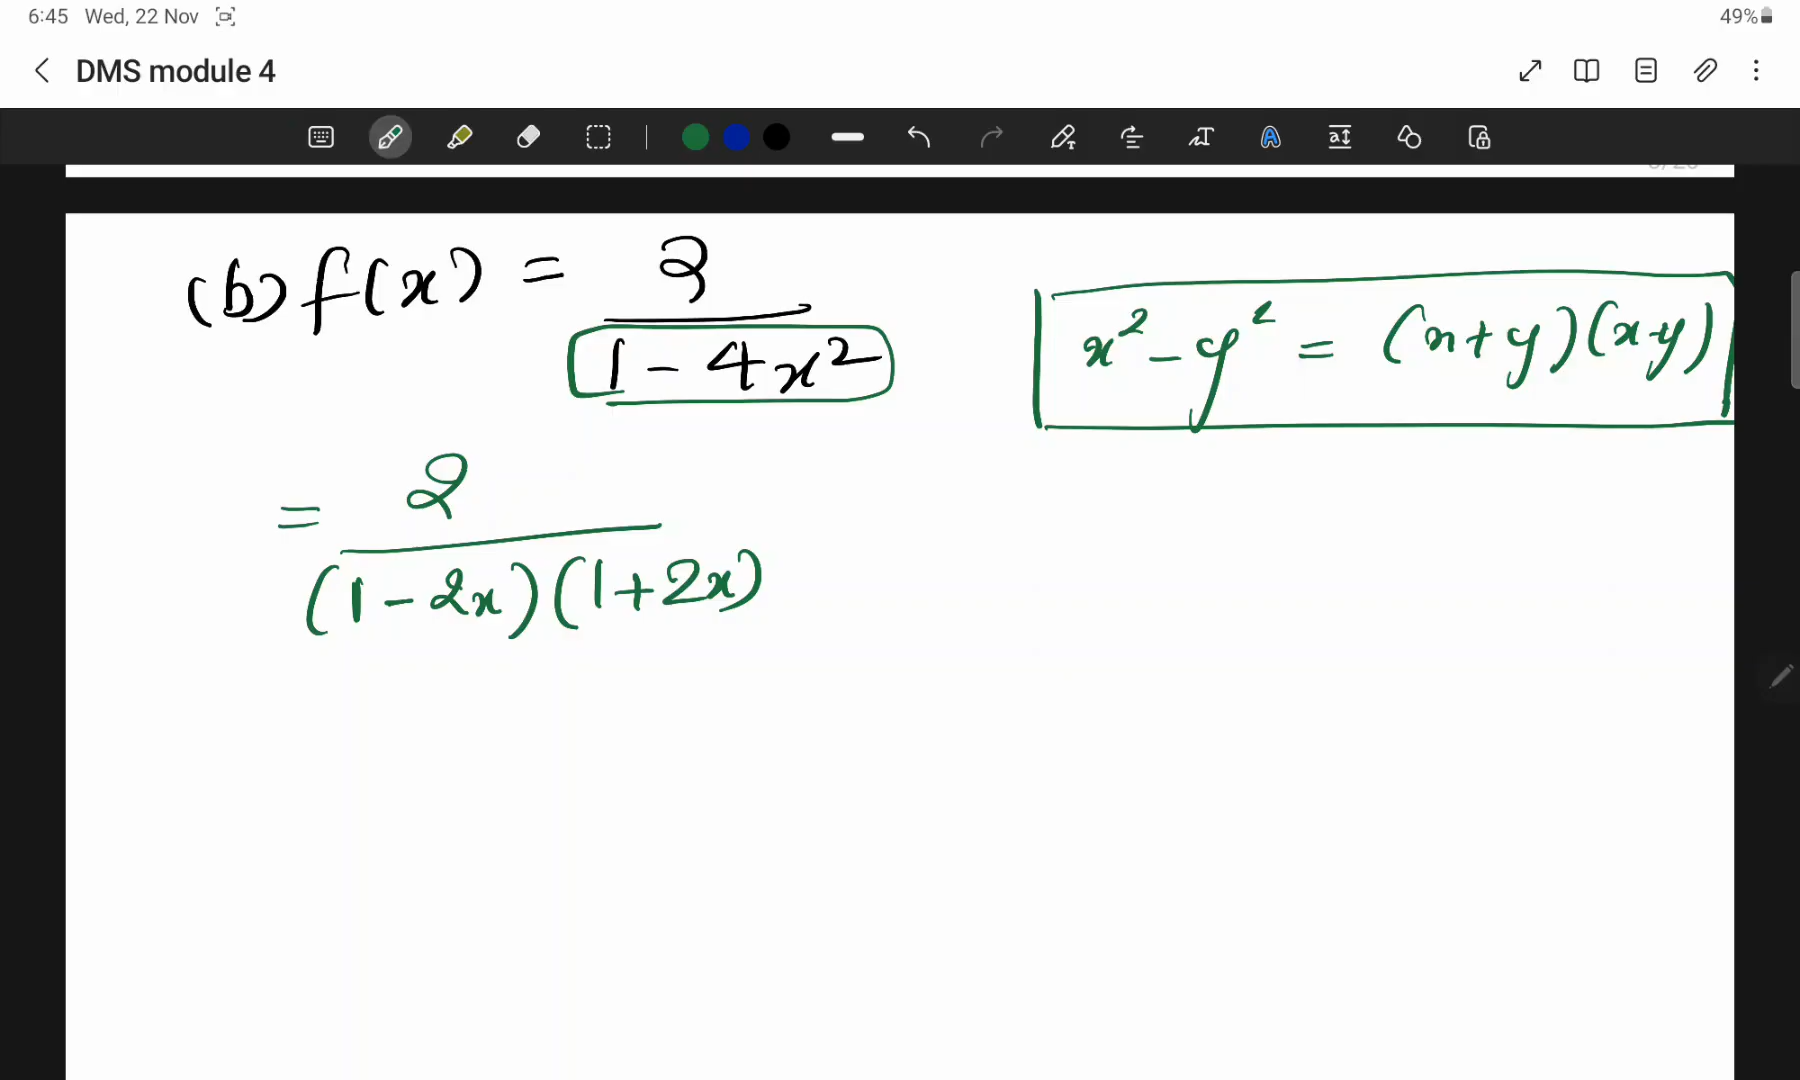 6:45 Wed, 22 Nov 49%
DMS module 4
(b) f(x) = 2
1 - 4x²
x² - y² = (x+y)(x-y)
= 2
(1-2x)(1+2x)